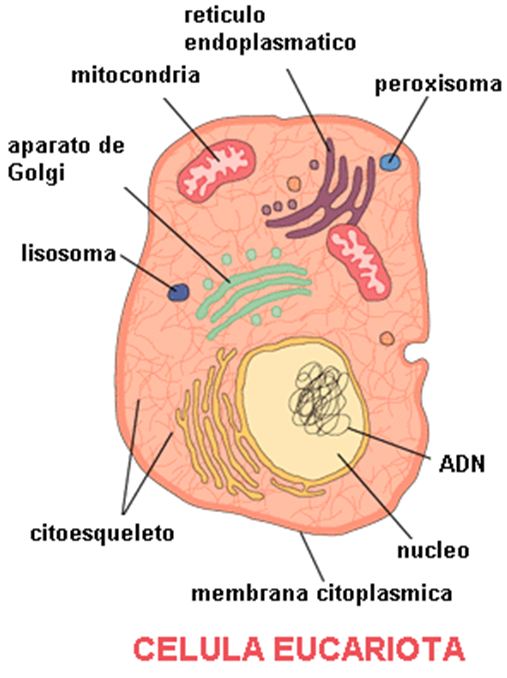 reticulo
endoplasmatico
mitocondria
peroxisoma
aparato de
Golgi
lisosoma
ADN
citoesqueleto
nucleo
membrana citoplasmica
CELULA EUCARIOTA